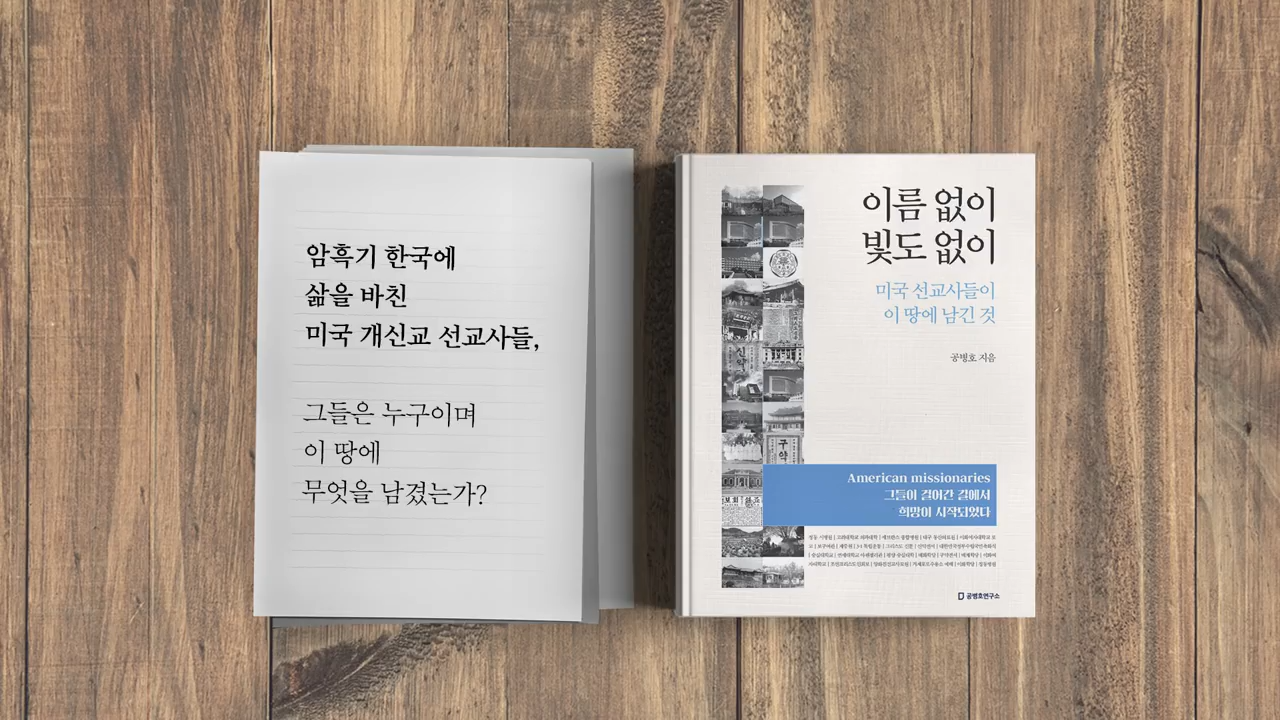 암흑기 한국에
삶을 바친
미국 개신교 선교사들,
그들은 누구이며
이 땅에
무엇을 남겼는가?
이름 없이
빛도 없이
미국 선교사들이
이 땅에 남긴 것
공병호 지음
구약
American missionaries
그들이 걸어간 길에서
희망이 시작되었다
공병호연구소